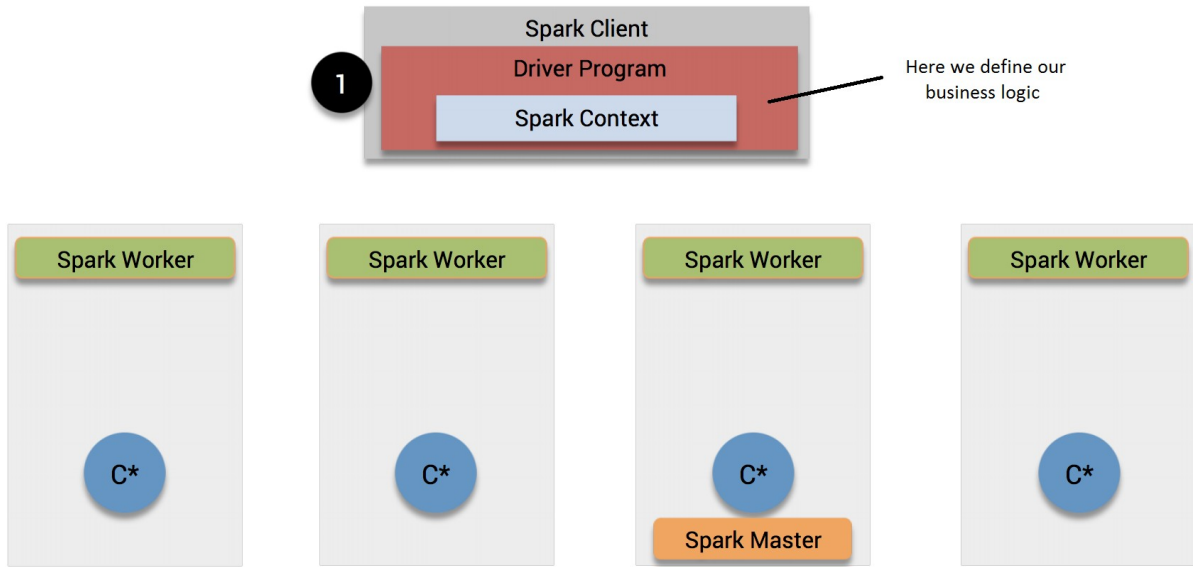 Spark Client
Driver Program
1
Spark Context
Here we define our
business logic
Spark Worker
Spark Worker
Spark Worker
Spark Worker
C*
C*
C*
C*
Spark Master